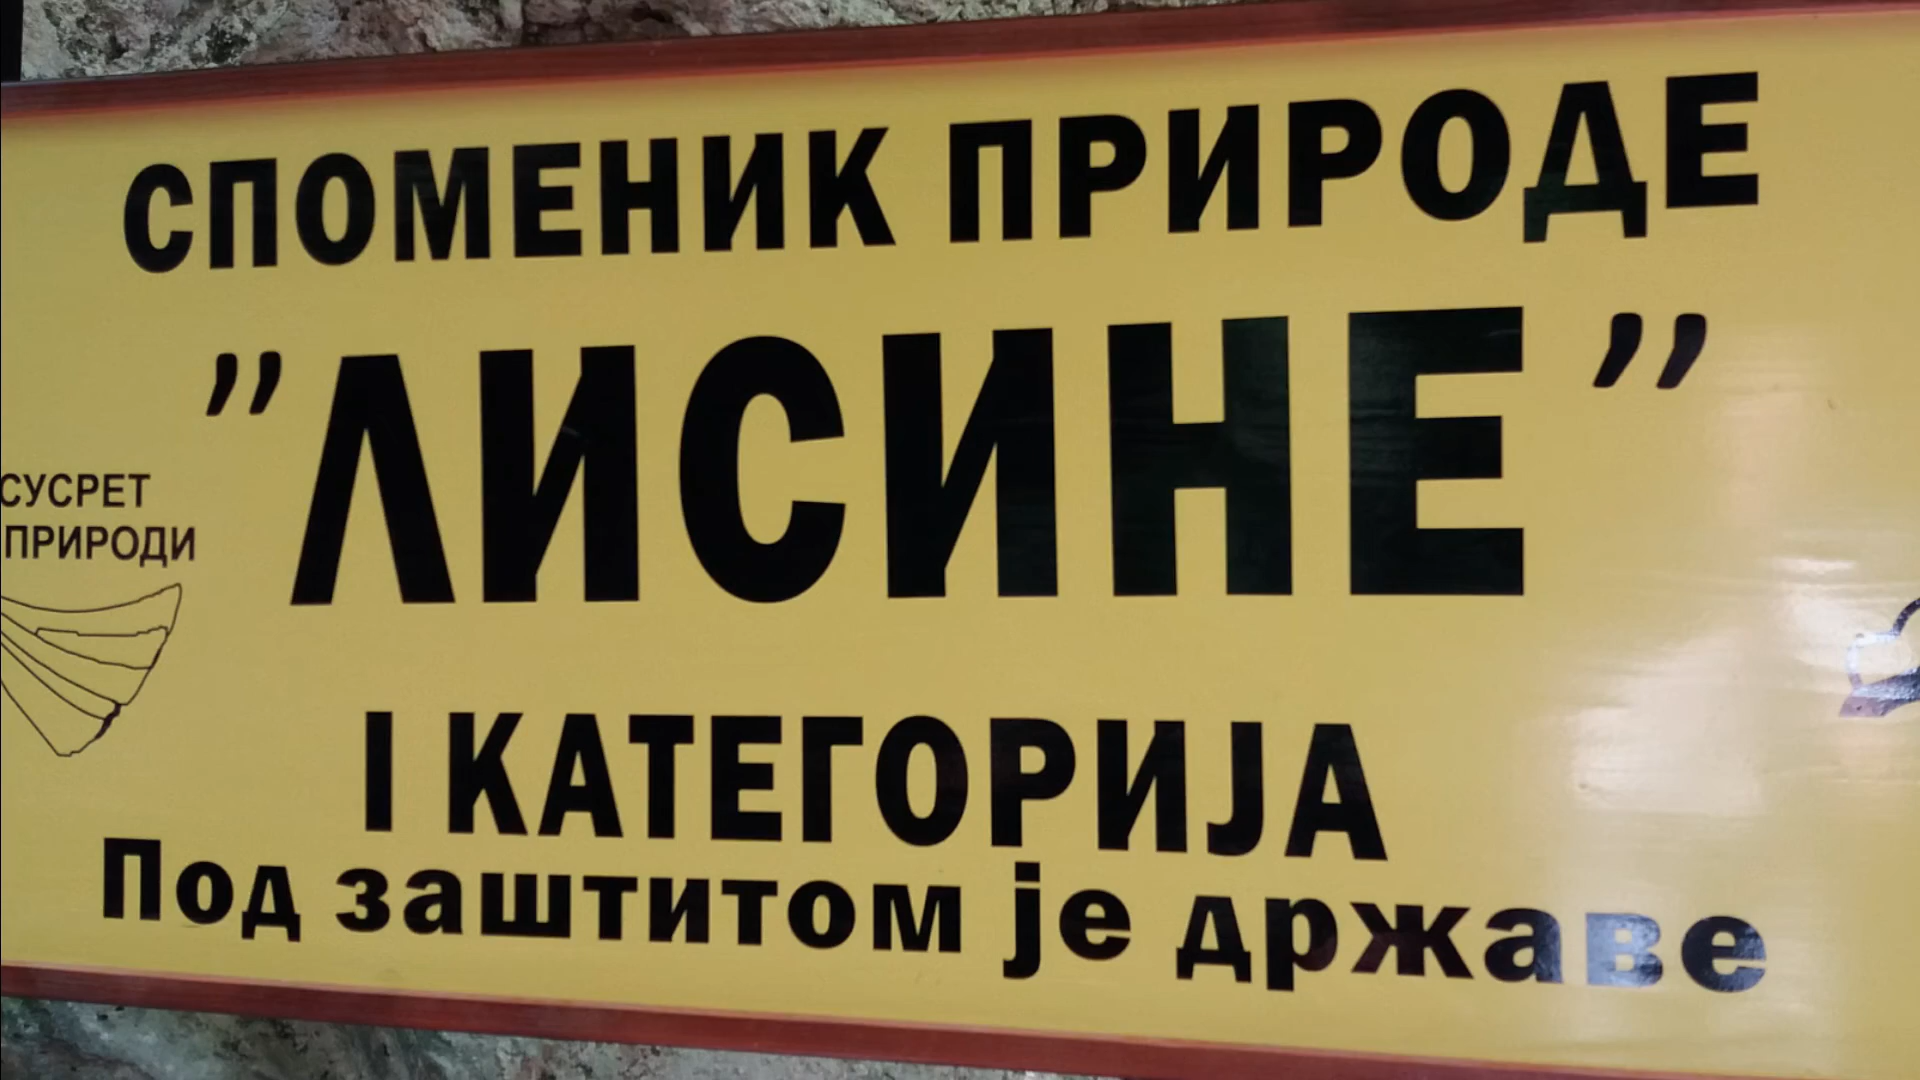 СПОМЕНИК ПРИРОДЕ
"ЛИСИНЕ"
СУСРЕТ
ПРИРОДИ
I КАТЕГОРИЈА
Под заштитом је државе